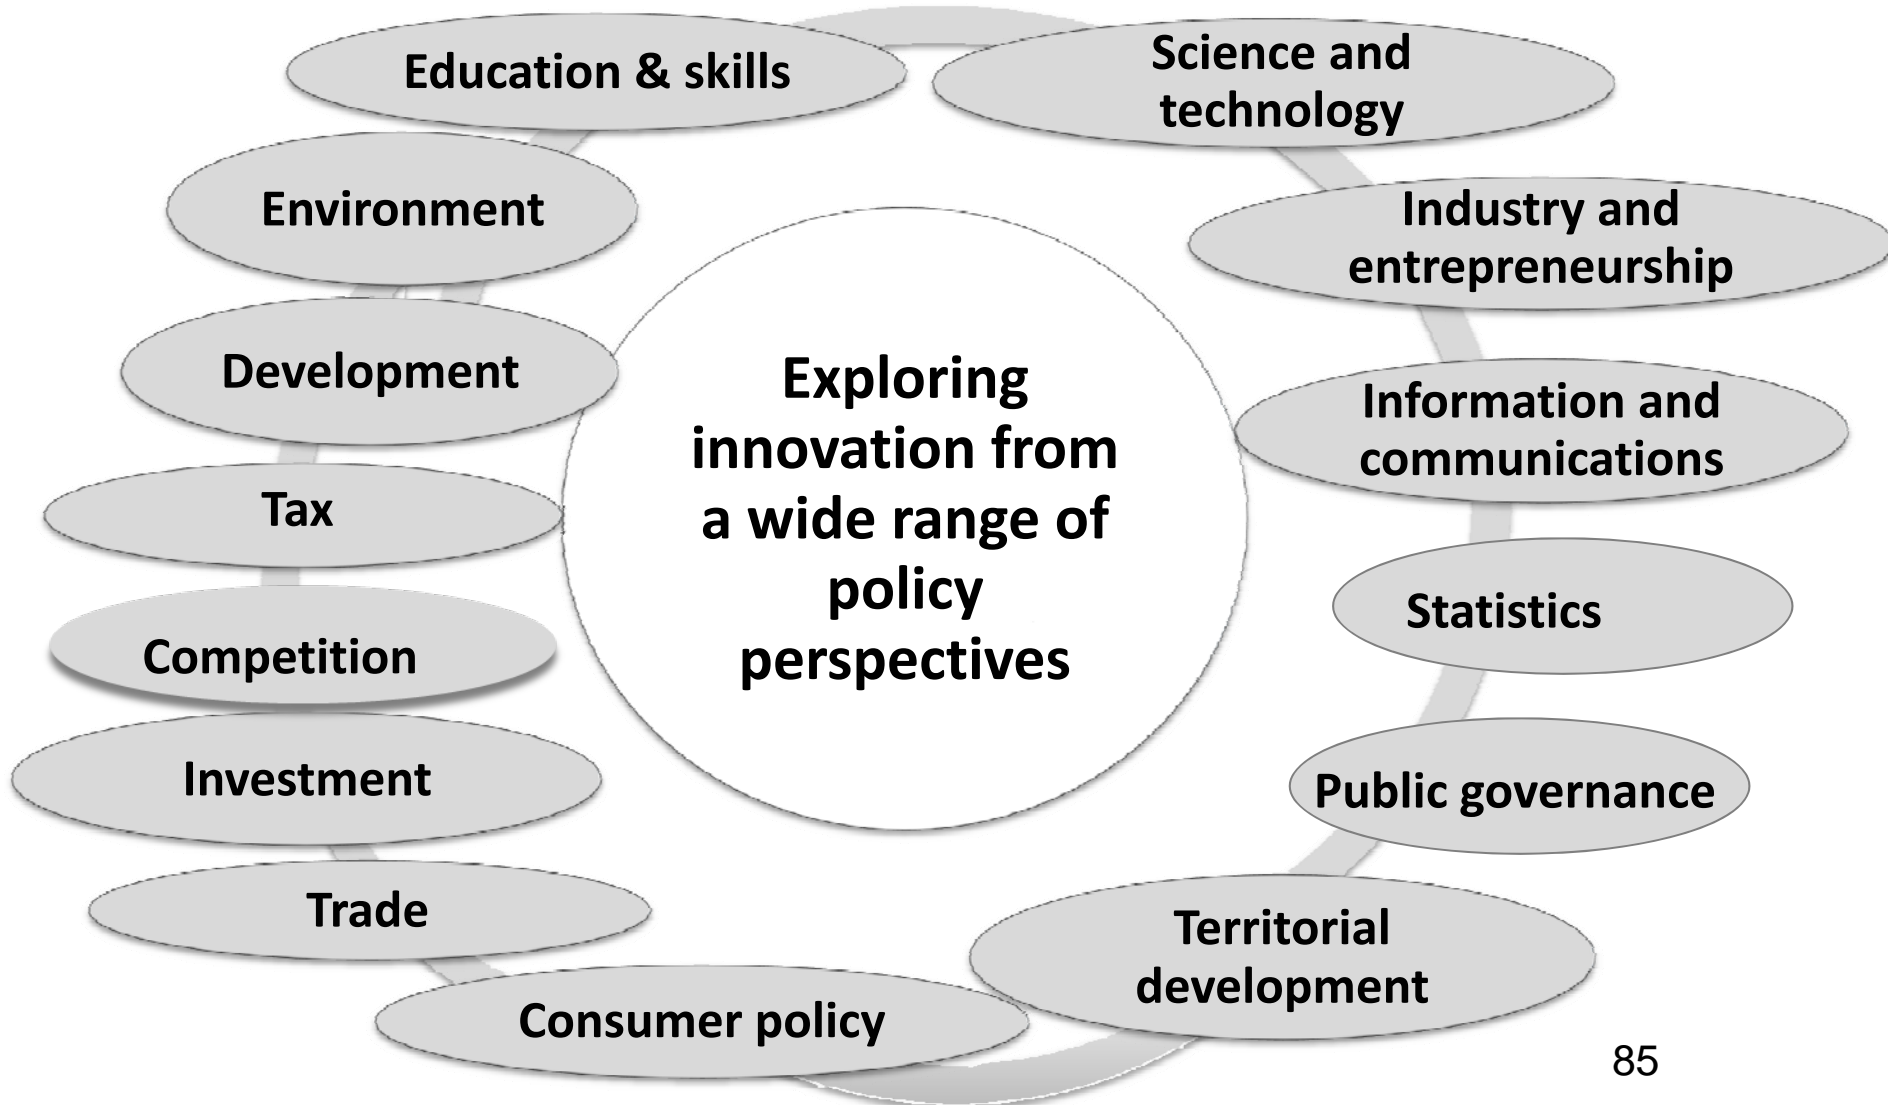 Education & skills
Science and
technology
Environment
Industry and
entrepreneurship
Development
Information and
communications
Exploring
innovation from
a wide range of
policy
perspectives
Tax
Statistics
Competition
Investment
Public governance
Trade
Territorial
development
Consumer policy
85